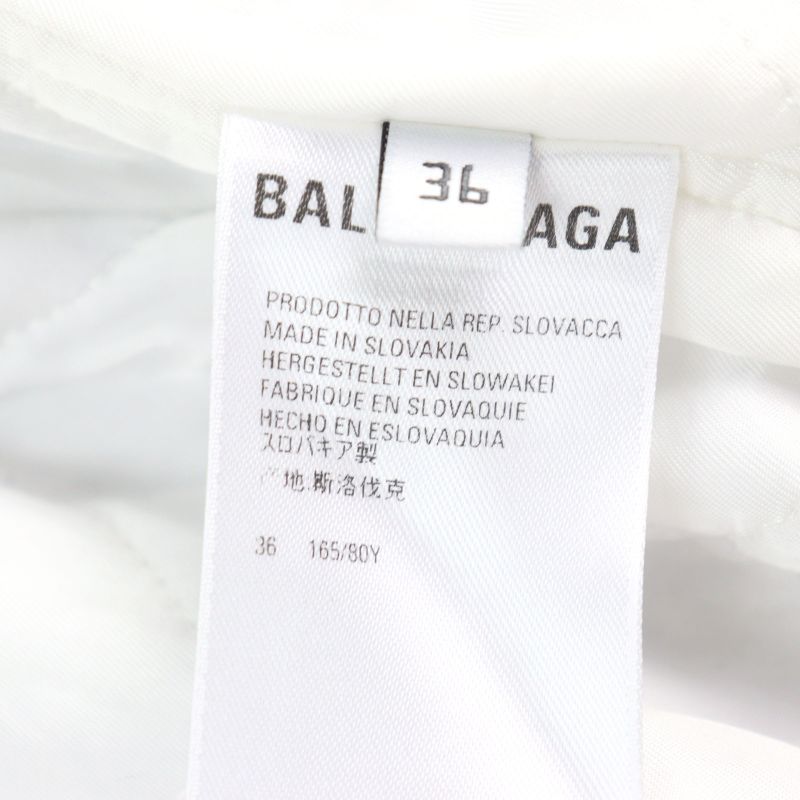 36
BAL AGA
PRODOTTO NELLA REP. SLOVACCA
MADE IN SLOVAKIA
HERGESTELLT EN SLOWAKEI
FABRIQUE EN SLOVAQUIE
HECHO EN ESLOVAQUIA
スロバキア製
产地:斯洛伐克
36 165/80Y